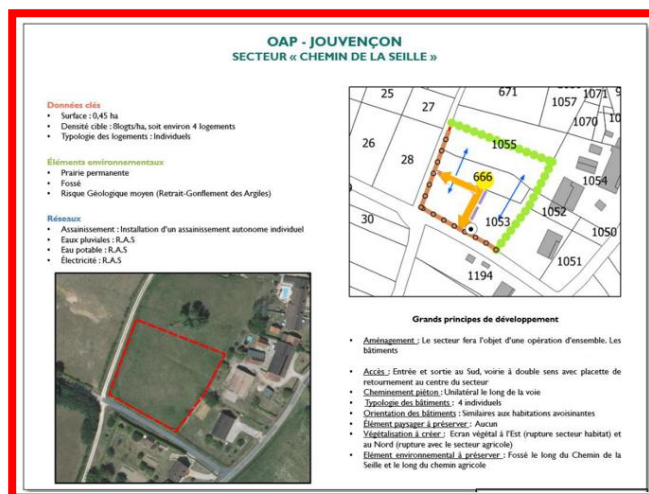 OAP - JOUVENÇON
SECTEUR « CHEMIN DE LA SEILLE »
Données clés
• Surface : 0,45 ha
• Densité cible : 8logts/ha, soit environ 4 logements
• Typologie des logements : Individuels
Éléments environnementaux
• Prairie permanente
• Fossé
• Risque Géologique moyen (Retrait-Gonflement des Argiles)
Réseaux
• Assainissement : Installation d'un assainissement autonome individuel
• Eaux pluviales : R.A.S
• Eau potable : R.A.S
• Électricité : R.A.S
25
27
671
1057
1071
1070
10
26
28
1055
666
1054
30
1053
1052
1050
1051
1194
Grands principes de développement
• Aménagement : Le secteur fera l'objet d'une opération d'ensemble. Les
bâtiments
• Accès : Entrée et sortie au Sud, voirie à double sens avec placette de
retournement au centre du secteur
• Cheminement piéton : Unilatéral le long de la voie
• Typologie des bâtiments : 4 individuels
• Orientation des bâtiments : Similaires aux habitations avoisinantes
• Élément paysager à préserver : Aucun
• Végétalisation à créer : Ecran végétal à l'Est (rupture secteur habitat) et
au Nord (rupture avec le secteur agricole)
• Elément environnemental à préserver : Fossé le long du Chemin de la
Seille et le long du chemin agricole